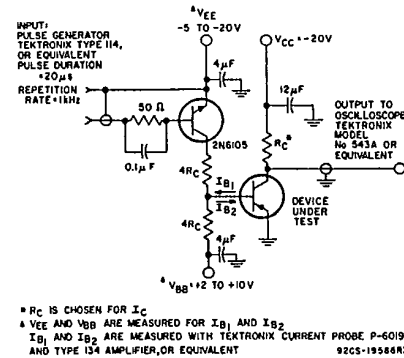 INPUT:
PULSE GENERATOR
TEKTRONIX TYPE 114,
OR EQUIVALENT
PULSE DURATION
=20μs
REPETITION
RATE=1kHz
▲VEE
-5 TO -20V
4μF
VCC=-20V
12μF
50 Ω
0.1μF
2N6105
RC*
OUTPUT TO
OSCILLOSCOPE
TEKTRONIX
MODEL
No 543A OR
EQUIVALENT
4RC
IB1
IB2
4RC
4μF
DEVICE
UNDER
TEST
▲VBB=+2 TO +10V
* RC IS CHOSEN FOR IC
▲ VEE AND VBB ARE MEASURED FOR IB1 AND IB2
IB1 AND IB2 ARE MEASURED WITH TEKTRONIX CURRENT PROBE P-6019
AND TYPE 134 AMPLIFIER, OR EQUIVALENT